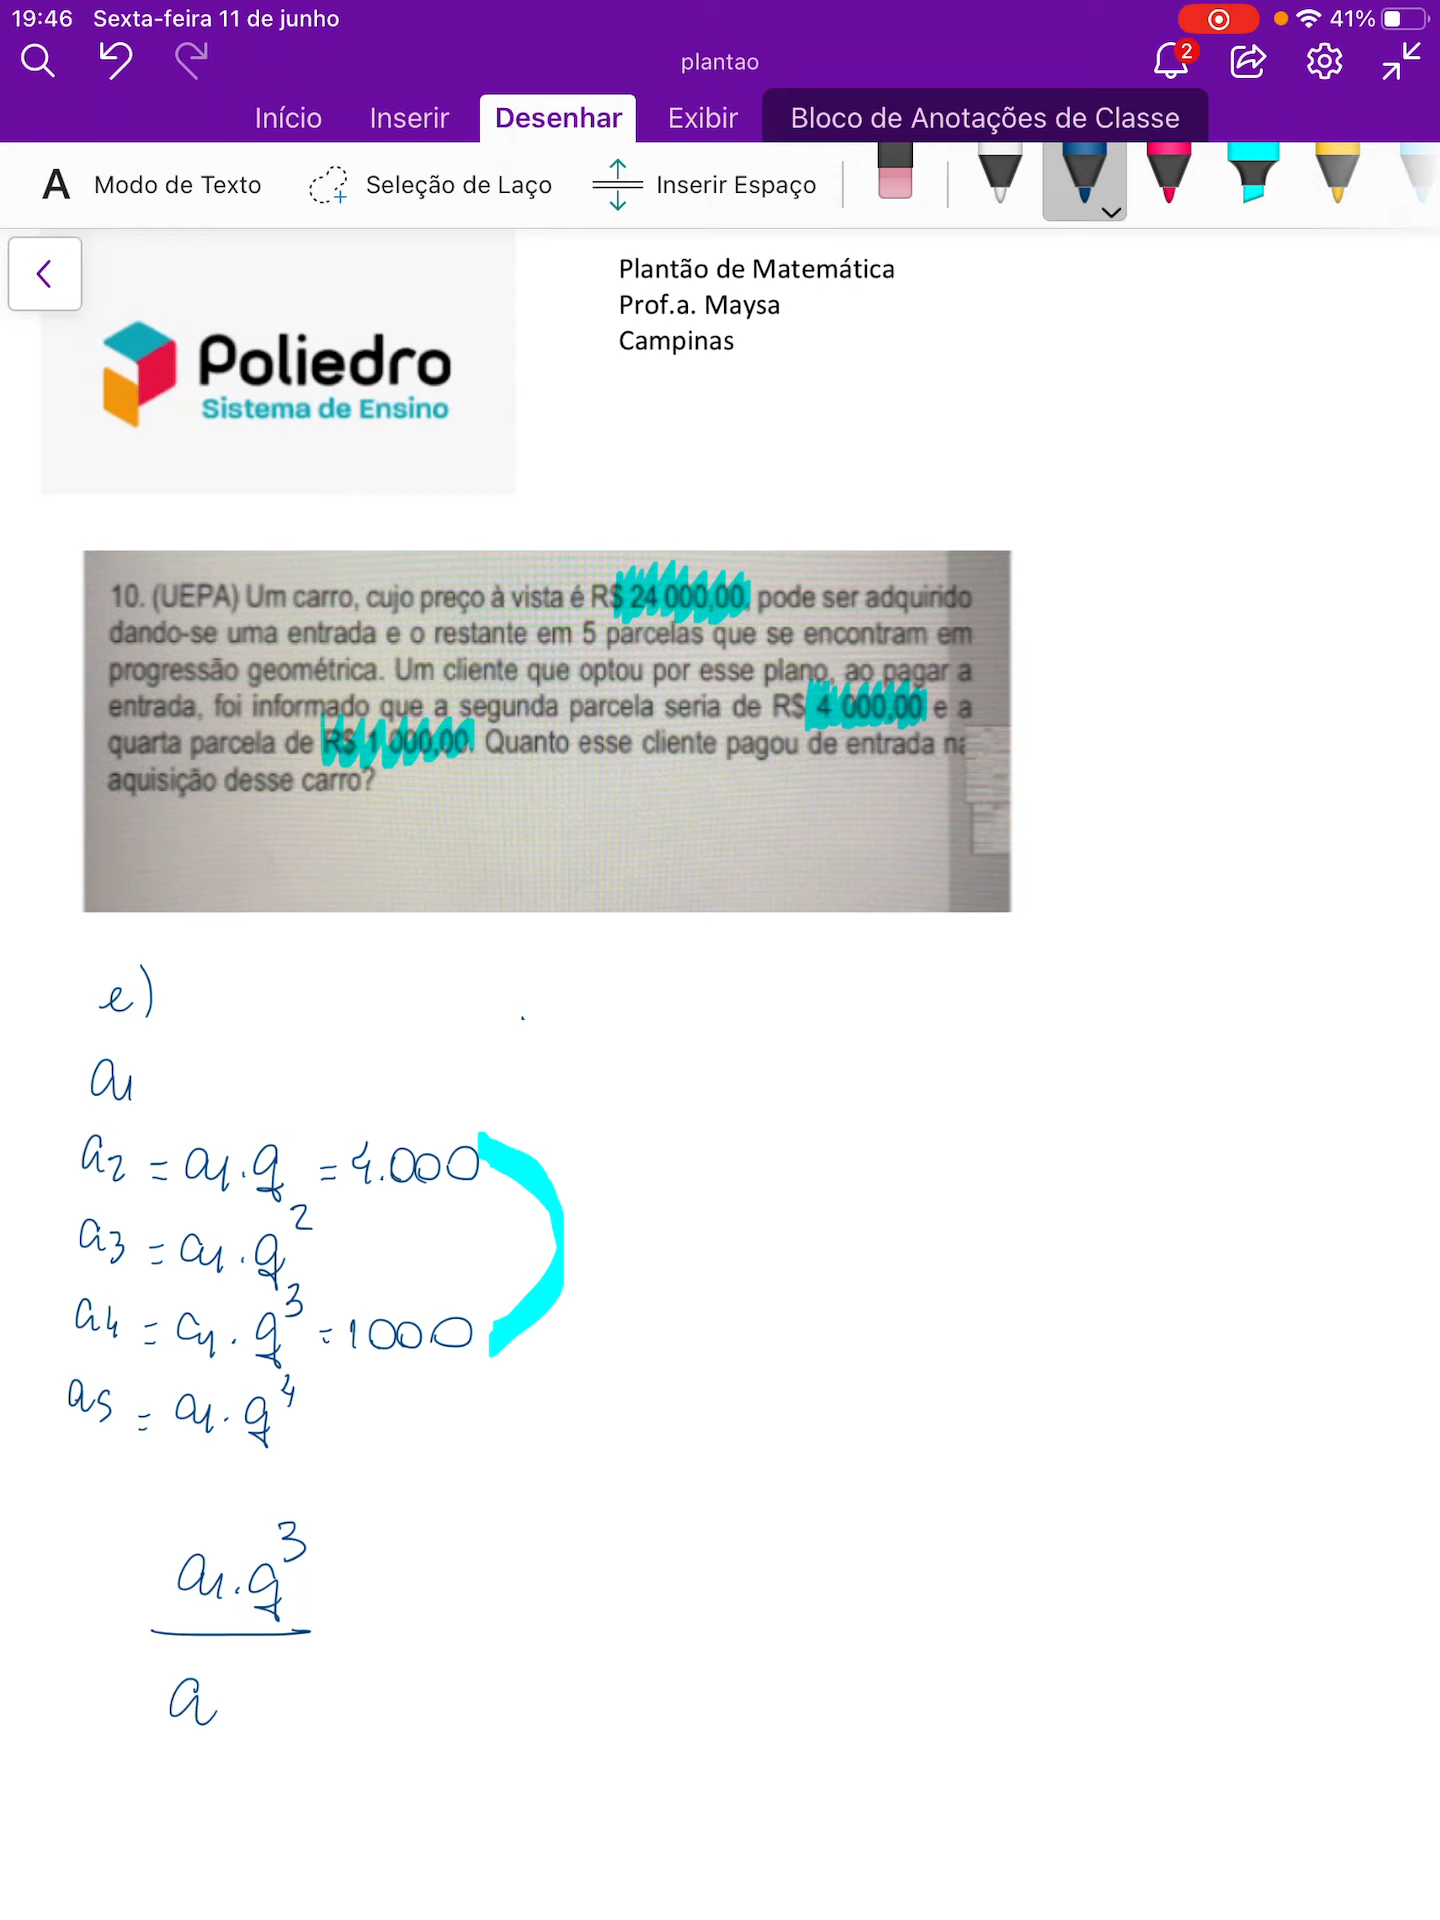 19:46 Sexta-feira 11 de junho 41%
plantao
2
Início Inserir Desenhar Exibir Bloco de Anotações de Classe
A Modo de Texto Seleção de Laço Inserir Espaço
Plantão de Matemática
Prof.a. Maysa
Campinas
Poliedro
Sistema de Ensino
10. (UEPA) Um carro, cujo preço à vista é R$ 24 000,00, pode ser adquirido
dando-se uma entrada e o restante em 5 parcelas que se encontram em
progressão geométrica. Um cliente que optou por esse plano, ao pagar a
entrada, foi informado que a segunda parcela seria de R$ 4 000,00 e a
quarta parcela de R$ 1 000,00. Quanto esse cliente pagou de entrada na
aquisição desse carro?
e)
a1
a2 = a1.q = 4.000
a3 = a1.q²
a4 = a1.q³ = 1000
a5 = a1.q⁴
a1.q³
a